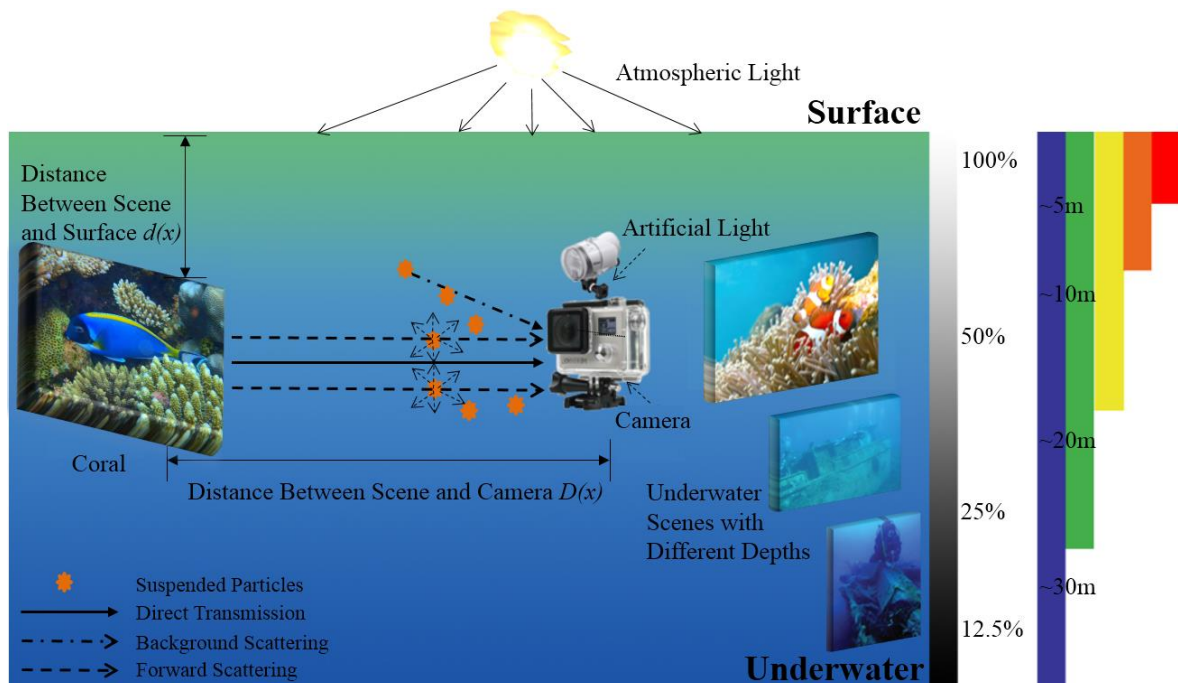 Atmospheric Light
Surface
Distance
Between Scene
and Surface d(x)
100%
~5m
Artificial Light
~10m
50%
Camera
~20m
Coral
Distance Between Scene and Camera D(x)
Underwater
Scenes with
Different Depths
25%
~30m
Suspended Particles
Direct Transmission
Background Scattering
Forward Scattering
12.5%
Underwater